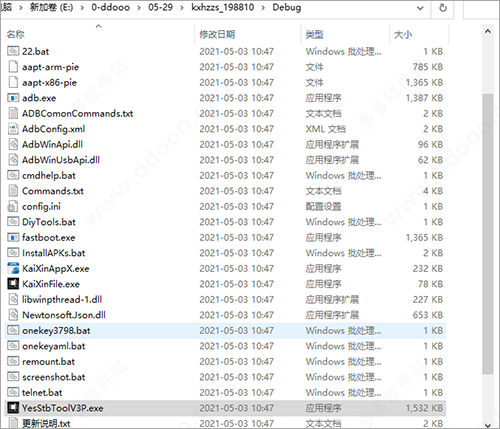 电脑 > 新加卷 (E:) > 0-ddooo > 05-29 > kxhzzs_198810 > Debug
名称 修改日期 类型 大小
22.bat 2021-05-03 10:47 Windows 批处理... 1 KB
aapt-arm-pie 2021-05-03 10:47 文件 785 KB
aapt-x86-pie 2021-05-03 10:47 文件 1,365 KB
adb.exe 2021-05-03 10:47 应用程序 1,387 KB
ADBComonCommands.txt 2021-05-03 10:47 文本文档 2 KB
AdbConfig.xml 2021-05-03 10:47 XML 文档 2 KB
AdbWinApi.dll 2021-05-03 10:47 应用程序扩展 96 KB
AdbWinUsbApi.dll 2021-05-03 10:47 应用程序扩展 62 KB
cmdhelp.bat 2021-05-03 10:47 Windows 批处理... 1 KB
Commands.txt 2021-05-03 10:47 文本文档 4 KB
config.ini 2021-05-03 10:47 配置设置 1 KB
DiyTools.bat 2021-05-03 10:47 Windows 批处理... 1 KB
fastboot.exe 2021-05-03 10:47 应用程序 1,365 KB
InstallAPKs.bat 2021-05-03 10:47 Windows 批处理... 1 KB
KaiXinAppX.exe 2021-05-03 10:47 应用程序 232 KB
KaiXinFile.exe 2021-05-03 10:47 应用程序 78 KB
libwinpthread-1.dll 2021-05-03 10:47 应用程序扩展 227 KB
Newtonsoft.Json.dll 2021-05-03 10:47 应用程序扩展 653 KB
onekey3798.bat 2021-05-03 10:47 Windows 批处理... 1 KB
onekeyaml.bat 2021-05-03 10:47 Windows 批处理... 1 KB
remount.bat 2021-05-03 10:47 Windows 批处理... 1 KB
screenshot.bat 2021-05-03 10:47 Windows 批处理... 1 KB
telnet.bat 2021-05-03 10:47 Windows 批处理... 1 KB
YesStbToolV3P.exe 2021-05-03 10:47 应用程序 1,532 KB
更新说明.txt 2021-05-03 10:47 文本文档 2 KB